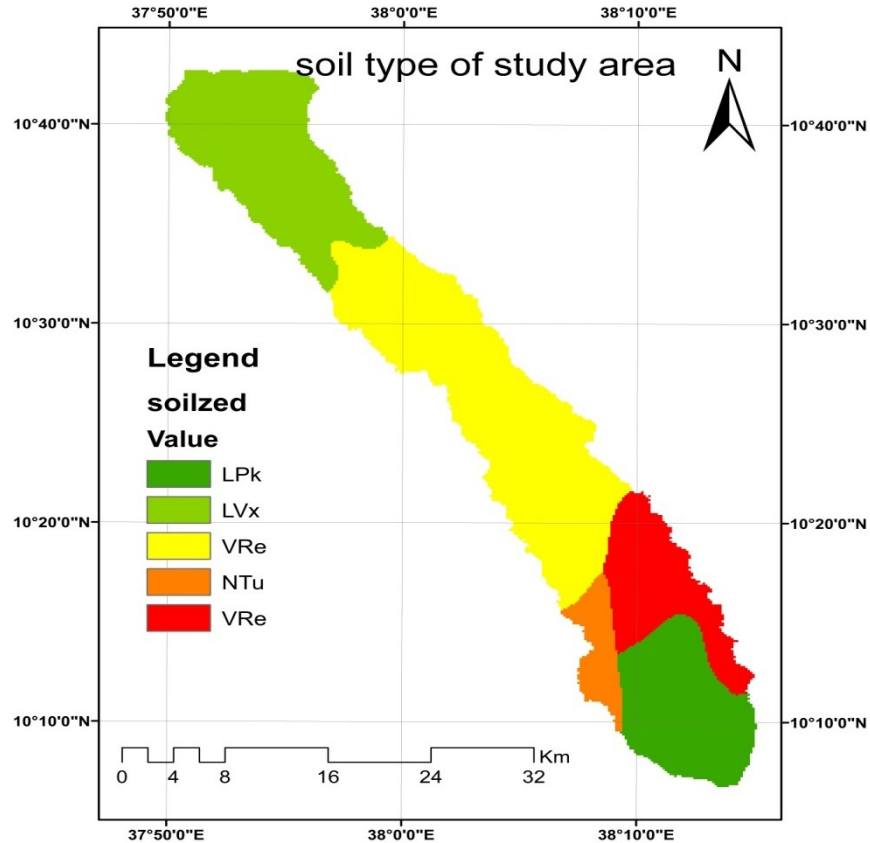 37°50'0"E 38°0'0"E 38°10'0"E
soil type of study area N
10°40'0"N 10°40'0"N
10°30'0"N 10°30'0"N
Legend
soilzed
Value
LPk
LVx
10°20'0"N 10°20'0"N
VRe
NTu
VRe
10°10'0"N 10°10'0"N
Km
0 4 8 16 24 32
37°50'0"E 38°0'0"E 38°10'0"E